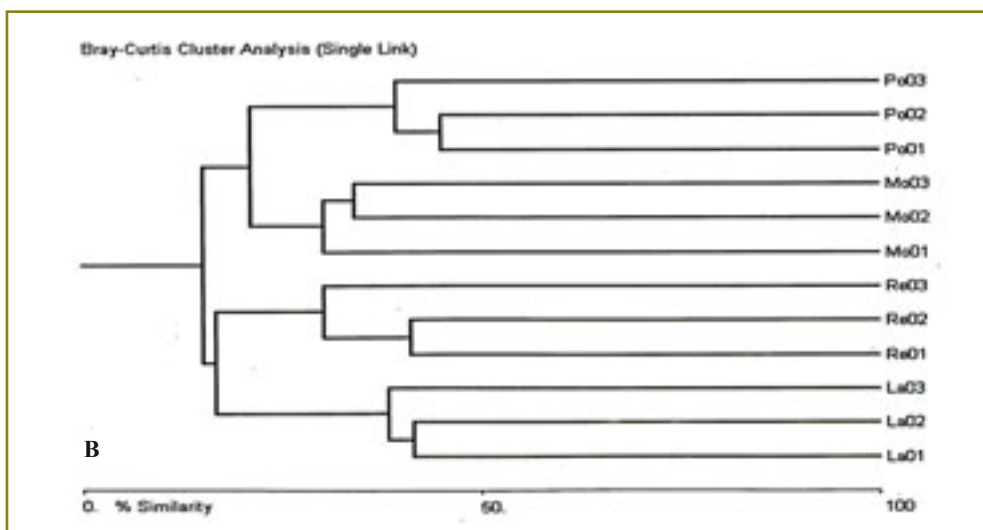 Bray-Curtis Cluster Analysis (Single Link)
Po03
Po02
Po01
Mo03
Mo02
Mo01
Re03
Re02
Re01
La03
La02
La01
B
0. % Similarity 50. 100